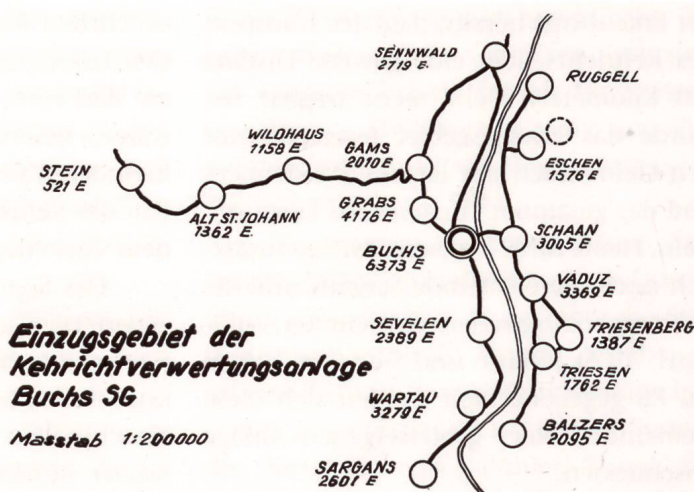 SENNWALD
2719 E.
RUGGELL
WILDHAUS
1159 E
GAMS
2010 E
ESCHEN
1576 E
STEIN
521 E
GRABS
4176 E
ALT ST. JOHANN
1362 E.
SCHAAN
3005 E
BUCHS
6373 E
VADUZ
3369 E
SEVELEN
2389 E
TRIESENBERG
1387 E
TRIESEN
1762 E
Einzugsgebiet der
Kehrichtverwertungsanlage
Buchs SG
Masstab 1:200000
WARTAU
3279 E
BALZERS
2095 E
SARGANS
2601 E